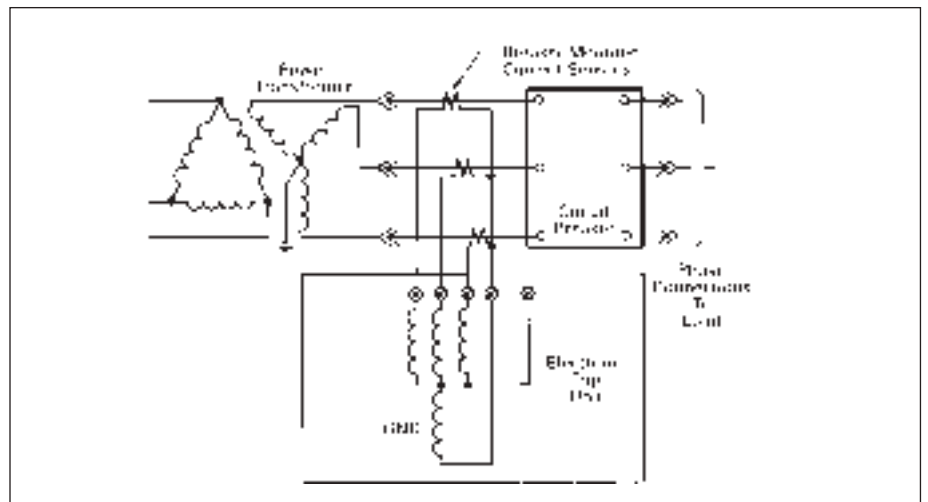 Power
Transformer
Breaker Mounted
Current Sensors
Circuit
Breaker
Phase
Connections
To
Load
Electronic
Trip
Unit
GND